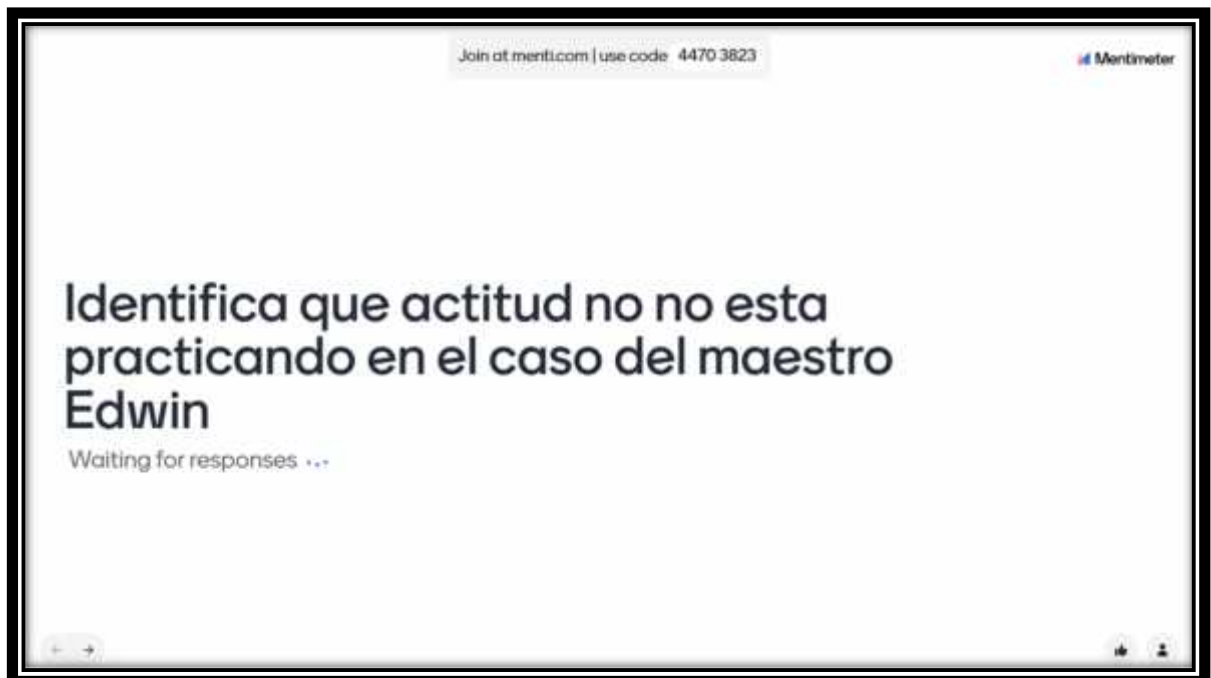 Join at menti.com | use code 4470 3823
Mentimeter
Identifica que actitud no no esta
practicando en el caso del maestro
Edwin
Waiting for responses ...